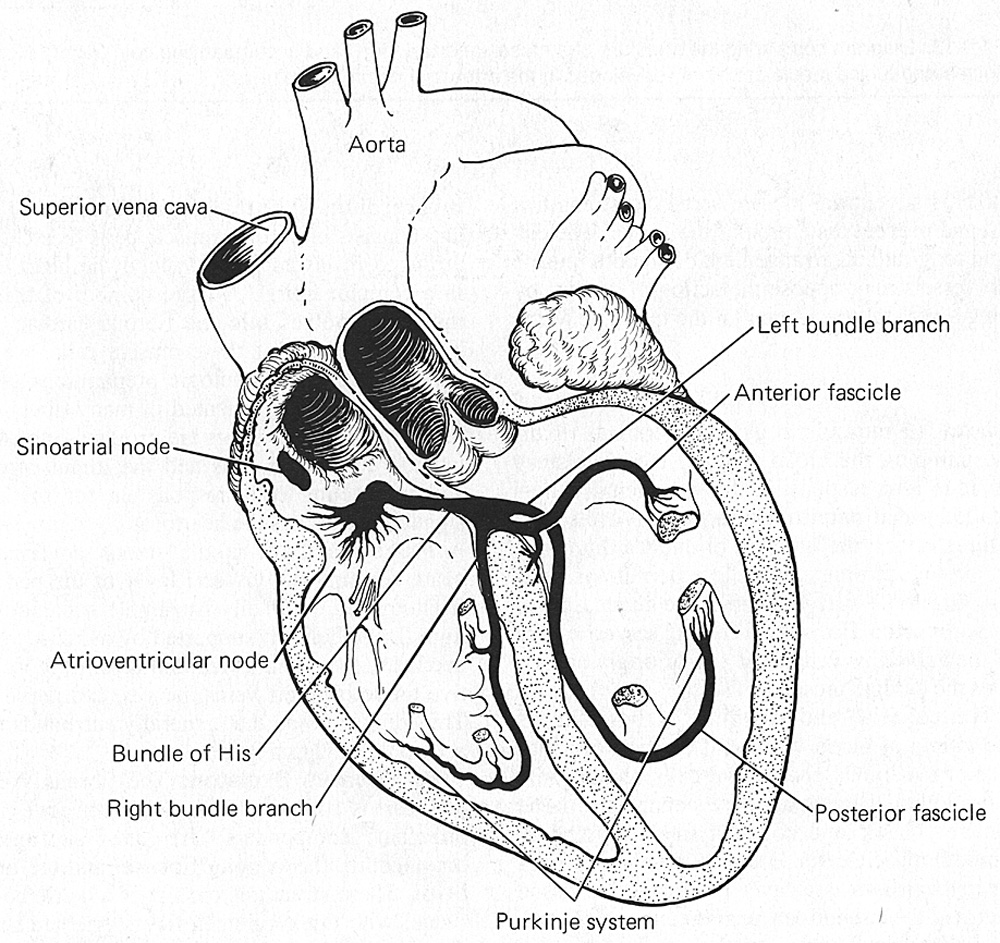 Aorta
Superior vena cava
Left bundle branch
Anterior fascicle
Sinoatrial node
Atrioventricular node
Bundle of His
Right bundle branch
Posterior fascicle
Purkinje system